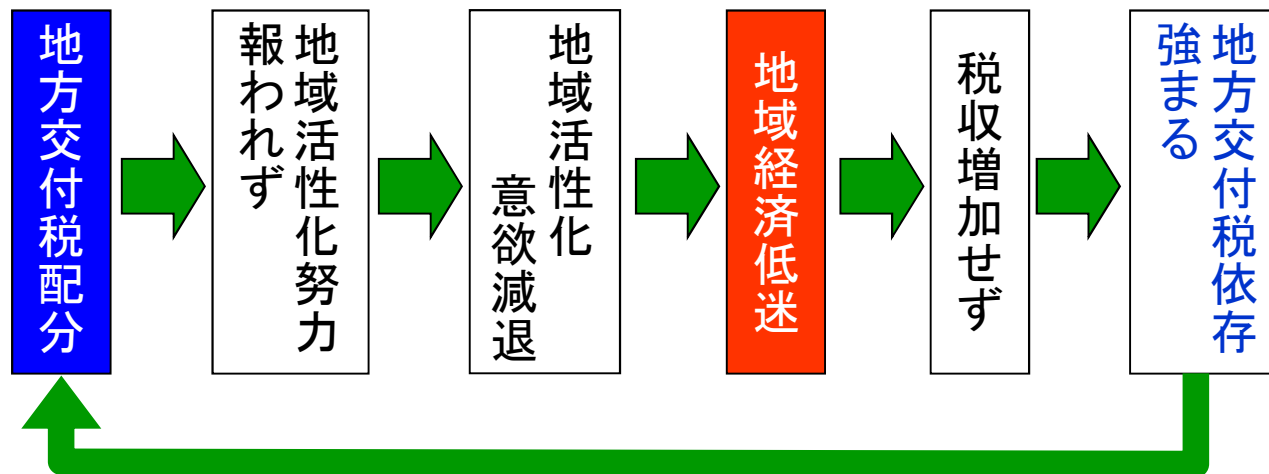 地方交付税配分
地域活性化努力
報われず
地域活性化
意欲減退
地域経済低迷
税収増加せず
地方交付税依存
強まる